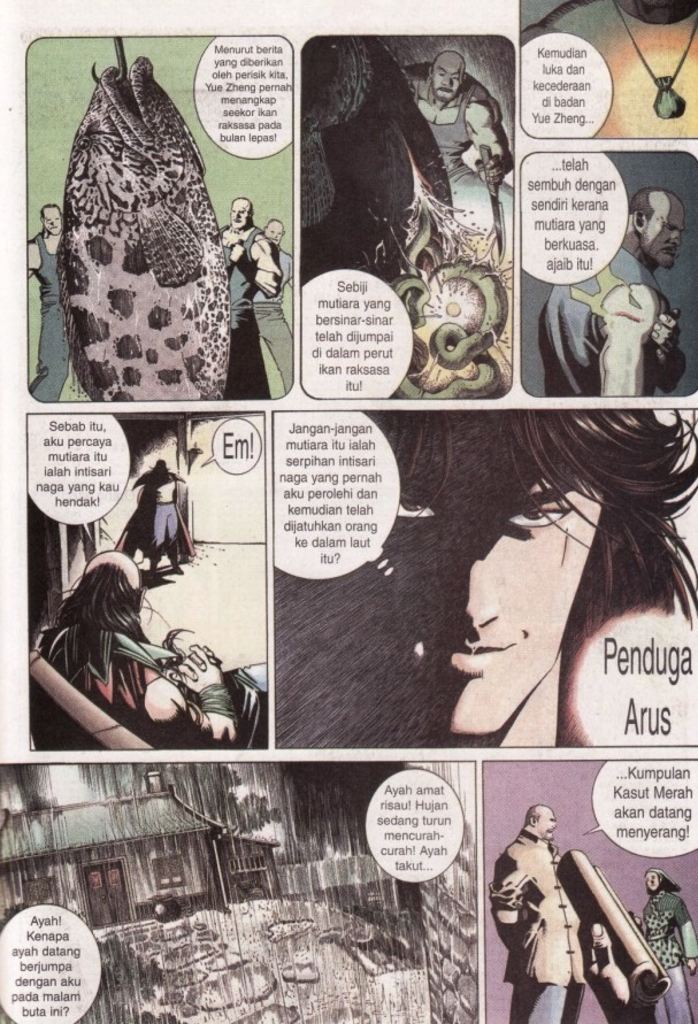 Menurut berita
yang diberikan
oleh perisik kita,
Yue Zheng pernah
menangkap
seekor ikan
raksasa pada
bulan lepas!
Sebiji
mutiara yang
bersinar-sinar
telah dijumpai
di dalam perut
ikan raksasa
itu!
Kemudian
luka dan
kecederaan
di badan
Yue Zheng...
...telah
sembuh dengan
sendiri kerana
mutiara yang
berkuasa.
ajaib itu!
Sebab itu,
aku percaya
mutiara itu
ialah intisari
naga yang kau
hendak!
Em!
Jangan-jangan
mutiara itu ialah
serpihan intisari
naga yang pernah
aku perolehi dan
kemudian telah
dijatuhkan orang
ke dalam laut
itu?
Penduga
Arus
Ayah!
Kenapa
ayah datang
berjumpa
dengan aku
pada malam
buta ini?
Ayah amat
risau! Hujan
sedang turun
mencurah-
curah! Ayah
takut...
...Kumpulan
Kasut Merah
akan datang
menyerang!